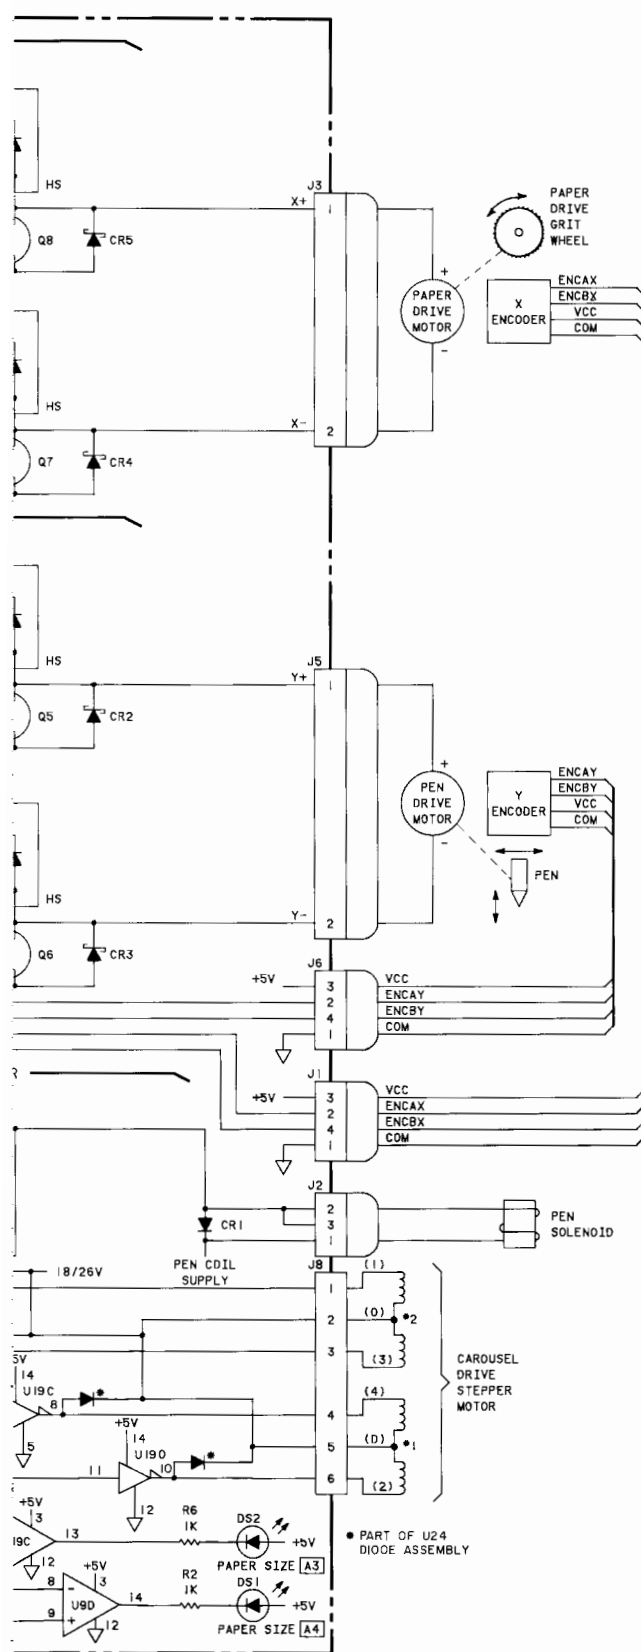 HS
J3
X+
1
Q8
CR5
PAPER
DRIVE
GRIT
WHEEL
+
PAPER
DRIVE
MOTOR
-
X
ENCODER
ENCAX
ENCBX
VCC
COM
HS
X-
2
Q7
CR4
HS
J5
Y+
1
Q5
CR2
+
PEN
DRIVE
MOTOR
-
Y
ENCODER
ENCAY
ENCBY
VCC
COM
PEN
HS
Y-
2
Q6
CR3
J6
+5V
3
VCC
2
ENCAY
4
ENCBY
1
COM
R
J1
+5V
3
VCC
2
ENCAX
4
ENCBX
1
COM
J2
2
3
1
CR1
PEN COIL
SUPPLY
PEN
SOLENOID
18/26V
J8
1
(1)
2
(O)
*2
3
(3)
CAROUSEL
DRIVE
STEPPER
MOTOR
5V
14
U19C
8
*
5
4
(4)
+5V
14
U19D
11
10
*
12
5
(O)
*1
6
(2)
* PART OF U24
DIODE ASSEMBLY
+5V
3
19C
13
12
R6
1K
DS2
+5V
PAPER SIZE A3
+5V
8
-
3
U9D
14
9
+
12
R2
1K
DS1
+5V
PAPER SIZE A4